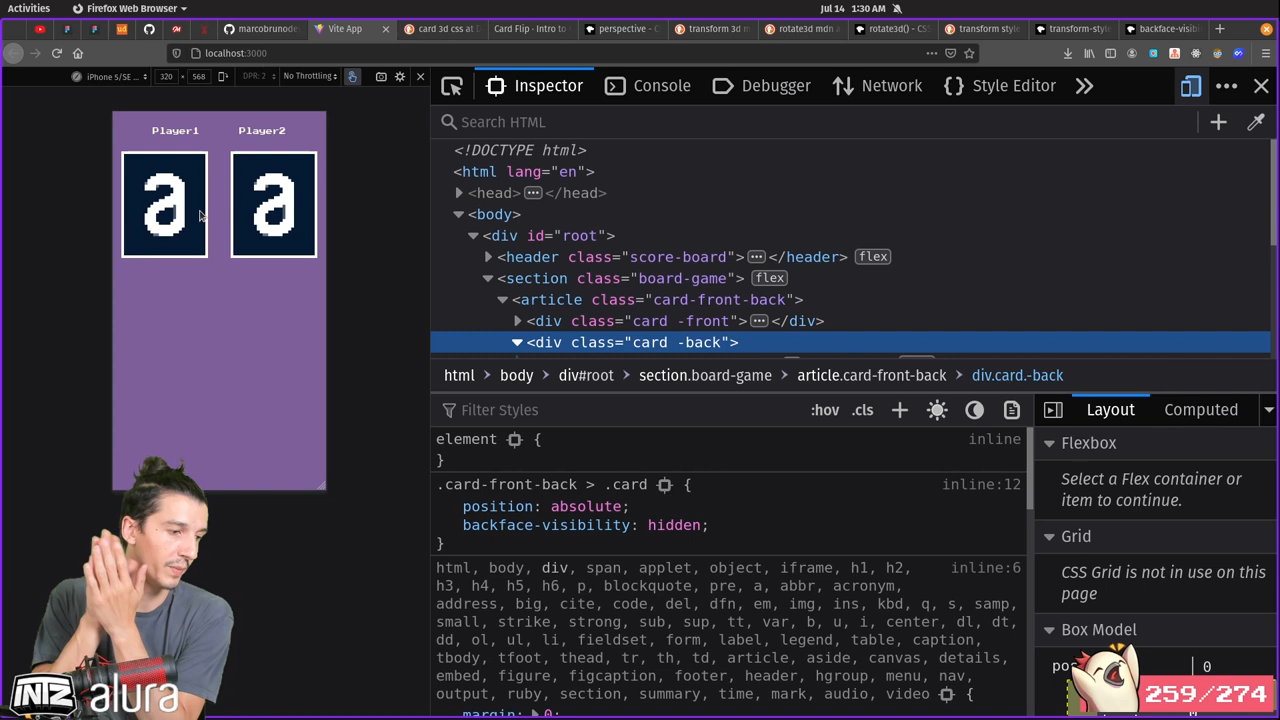 Activities Firefox Web Browser Jul 14 1:30 AM
marcobrunodev Vite App card 3d css at D Card Flip - Intro to perspective - transform 3d m rotate3d mdn a rotate3d() - CSS transform style transform-style backface-visib
localhost:3000
iPhone 5/SE ... 320 × 568 DPR: 2 No Throttling
Inspector Console Debugger Network Style Editor
Search HTML
Player1 Player2
a a
<!DOCTYPE html>
<html lang="en">
<head> ... </head>
<body>
<div id="root">
<header class="score-board"> ... </header> flex
<section class="board-game"> flex
<article class="card-front-back">
<div class="card -front"> ... </div>
<div class="card -back">
html body div#root section.board-game article.card-front-back div.card.-back
Filter Styles :hov .cls Layout Computed
element { inline
}
.card-front-back > .card { inline:12
position: absolute;
backface-visibility: hidden;
}
html, body, div, span, applet, object, iframe, h1, h2, inline:6
h3, h4, h5, h6, p, blockquote, pre, a, abbr, acronym,
address, big, cite, code, del, dfn, em, img, ins, kbd, q, s, samp,
small, strike, strong, sub, sup, tt, var, b, u, i, center, dl, dt,
dd, ol, ul, li, fieldset, form, label, legend, table, caption,
tbody, tfoot, thead, tr, th, td, article, aside, canvas, details,
embed, figure, figcaption, footer, header, hgroup, menu, nav,
output, ruby, section, summary, time, mark, audio, video {
margin: 0;
Flexbox
Select a Flex container or
item to continue.
Grid
CSS Grid is not in use on this
page
Box Model
0
INTZ alura
259/274